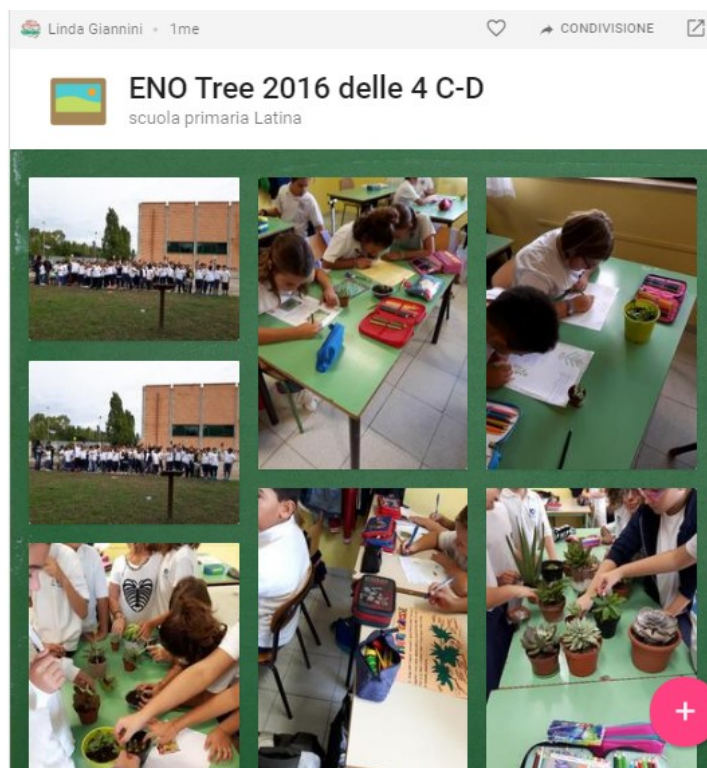 Linda Giannini • 1me
CONDIVISIONE
ENO Tree 2016 delle 4 C-D
scuola primaria Latina